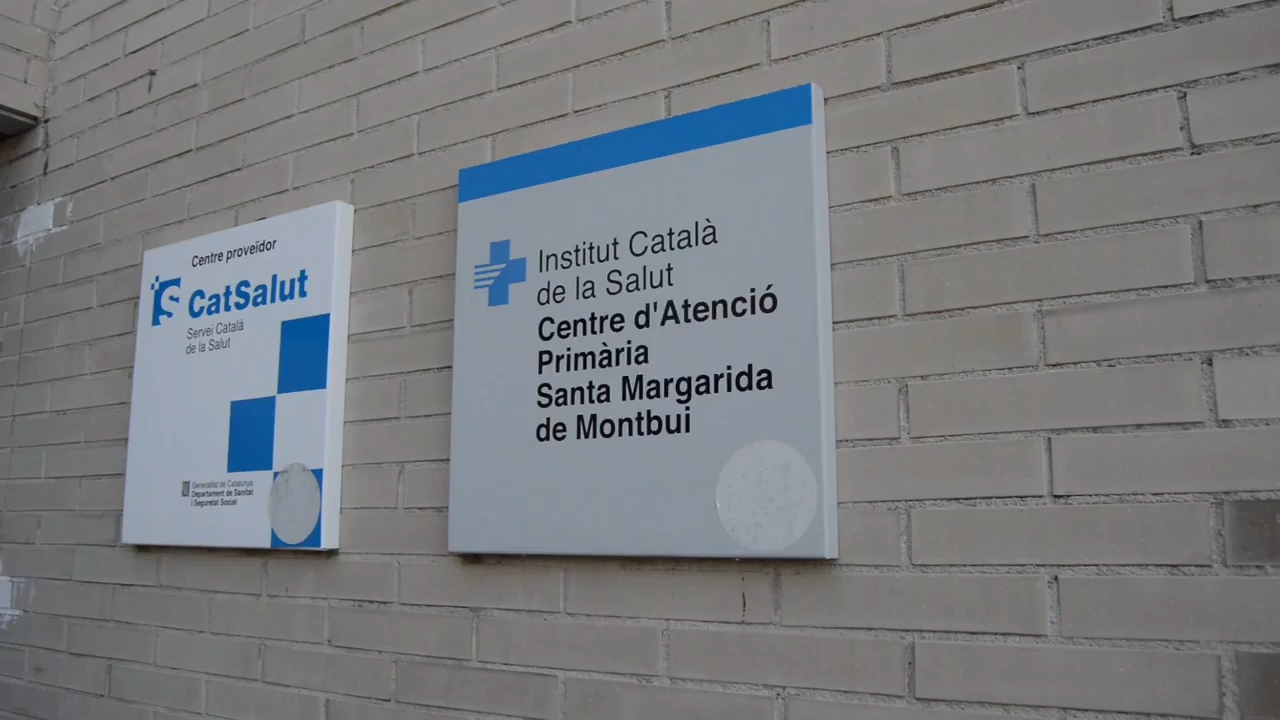 Centre proveïdor
CatSalut
Servei Català
de la Salut
Generalitat de Catalunya
Departament de Sanitat
i Seguretat Social
Institut Català
de la Salut
Centre d'Atenció
Primària
Santa Margarida
de Montbui